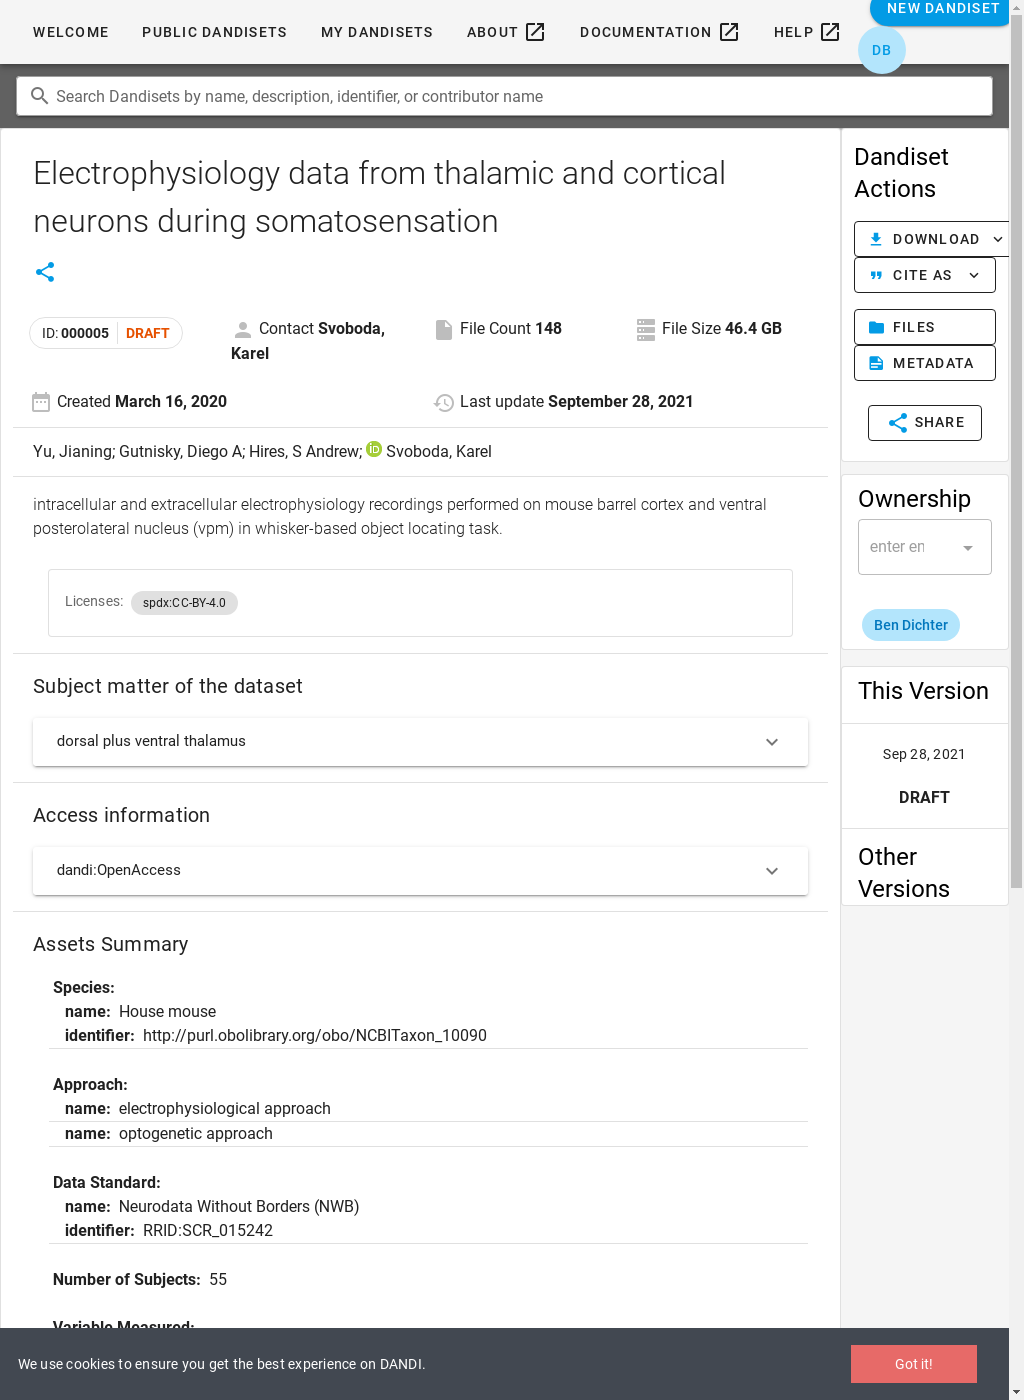 WELCOME PUBLIC DANDISETS MY DANDISETS ABOUT DOCUMENTATION HELP NEW DANDISET
DB
Search Dandisets by name, description, identifier, or contributor name
Electrophysiology data from thalamic and cortical
neurons during somatosensation
ID: 000005 DRAFT
Contact Svoboda,
Karel
File Count 148
File Size 46.4 GB
Created March 16, 2020
Last update September 28, 2021
Yu, Jianing; Gutnisky, Diego A; Hires, S Andrew; iD Svoboda, Karel
intracellular and extracellular electrophysiology recordings performed on mouse barrel cortex and ventral
posterolateral nucleus (vpm) in whisker-based object locating task.
Licenses: spdx:CC-BY-4.0
Subject matter of the dataset
dorsal plus ventral thalamus
Access information
dandi:OpenAccess
Assets Summary
Species:
name: House mouse
identifier: http://purl.obolibrary.org/obo/NCBITaxon_10090
Approach:
name: electrophysiological approach
name: optogenetic approach
Data Standard:
name: Neurodata Without Borders (NWB)
identifier: RRID:SCR_015242
Number of Subjects: 55
Variable Measured:
Dandiset
Actions
DOWNLOAD
CITE AS
FILES
METADATA
SHARE
Ownership
enter en
Ben Dichter
This Version
Sep 28, 2021
DRAFT
Other
Versions
We use cookies to ensure you get the best experience on DANDI.
Got it!